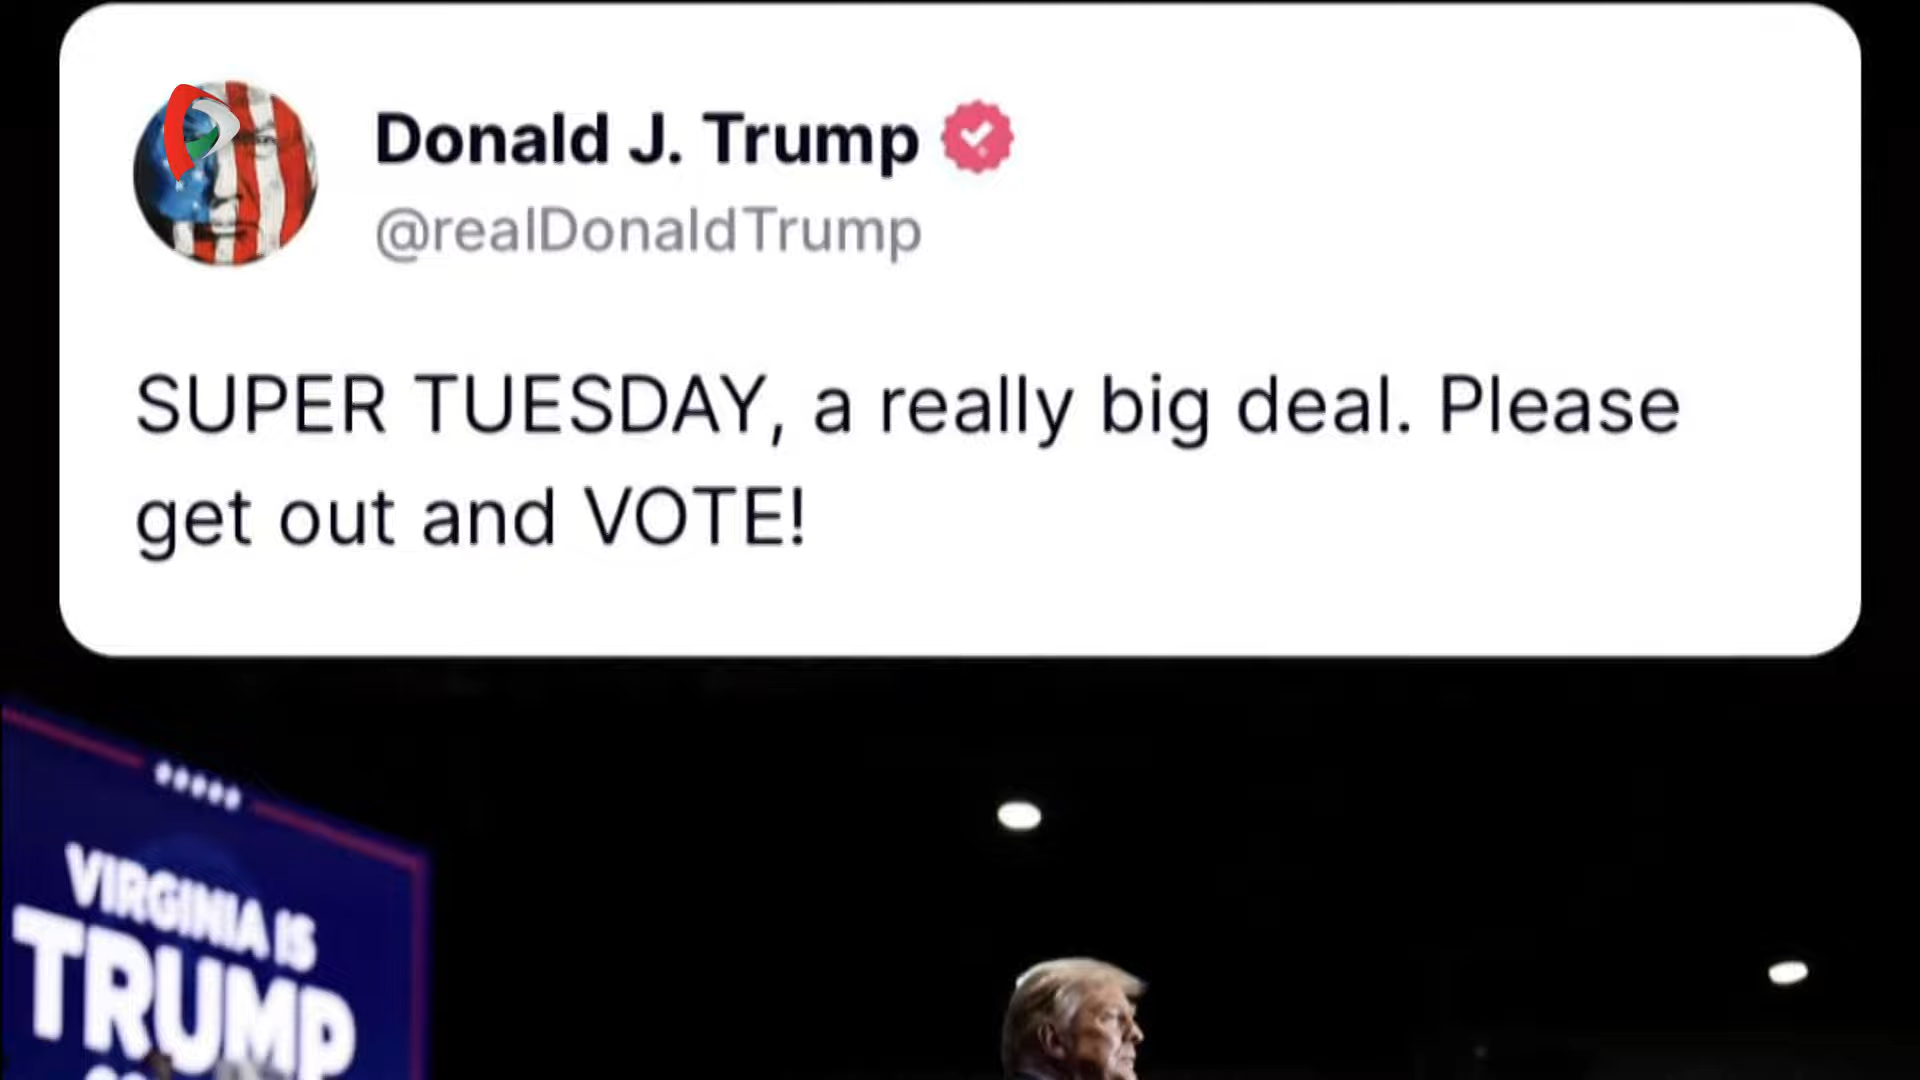 Donald J. Trump
@realDonaldTrump
SUPER TUESDAY, a really big deal. Please
get out and VOTE!
VIRGINIA IS
TRUMP